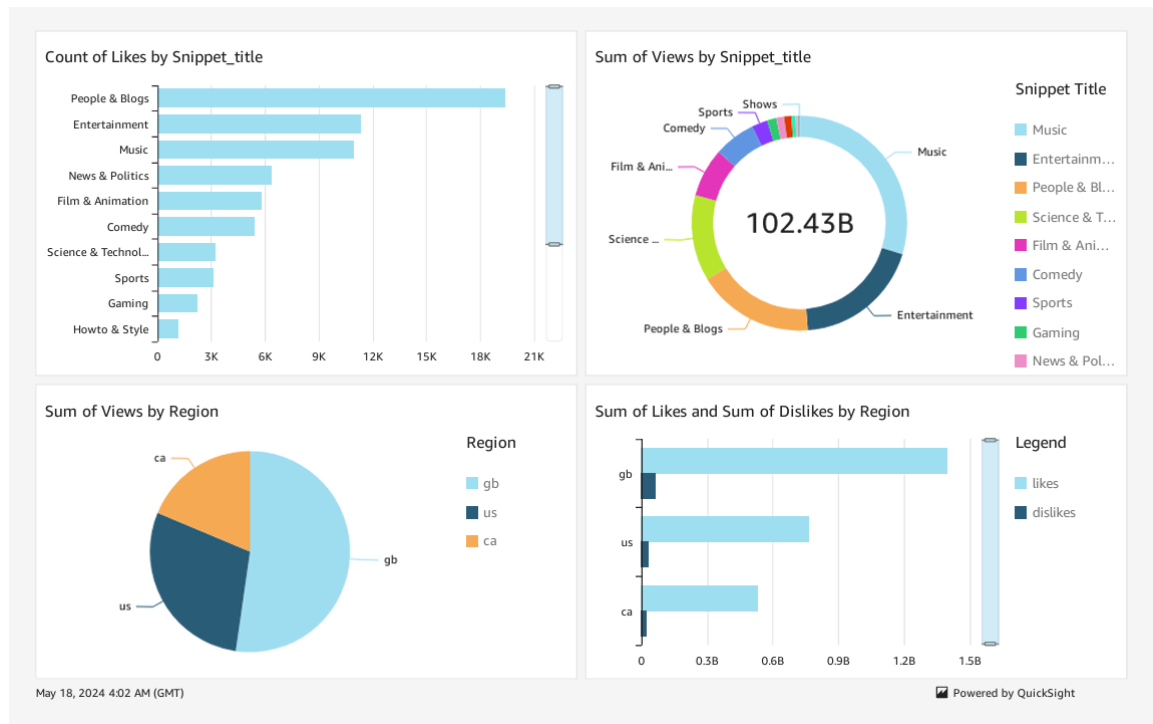 Count of Likes by Snippet_title
People & Blogs
Entertainment
Music
News & Politics
Film & Animation
Comedy
Science & Technol...
Sports
Gaming
Howto & Style
0 3K 6K 9K 12K 15K 18K 21K
Sum of Views by Snippet_title
Shows
Sports
Comedy
Music
Film & Ani...
102.43B
Science ...
Entertainment
People & Blogs
Snippet Title
Music
Entertainm...
People & Bl...
Science & T...
Film & Ani...
Comedy
Sports
Gaming
News & Pol...
Sum of Views by Region
ca
gb
us
Region
gb
us
ca
Sum of Likes and Sum of Dislikes by Region
gb
us
ca
0 0.3B 0.6B 0.9B 1.2B 1.5B
Legend
likes
dislikes
May 18, 2024 4:02 AM (GMT)
Powered by QuickSight